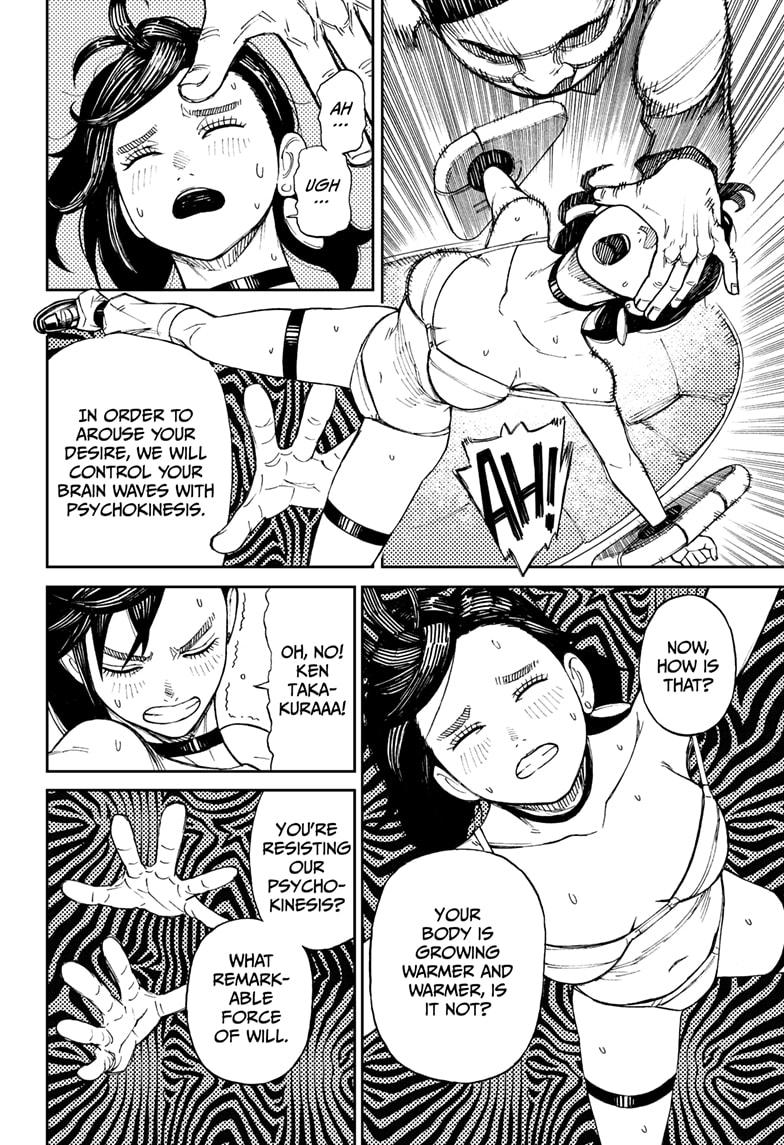 AH
...
UGH
...
AH!
IN ORDER TO
AROUSE YOUR
DESIRE, WE WILL
CONTROL YOUR
BRAIN WAVES WITH
PSYCHOKINESIS.
NOW,
HOW IS
THAT?
YOUR
BODY IS
GROWING
WARMER AND
WARMER, IS
IT NOT?
OH, NO!
KEN
TAKA-
KURAAA!
YOU'RE
RESISTING
OUR
PSYCHO-
KINESIS?
WHAT
REMARK-
ABLE
FORCE
OF WILL.